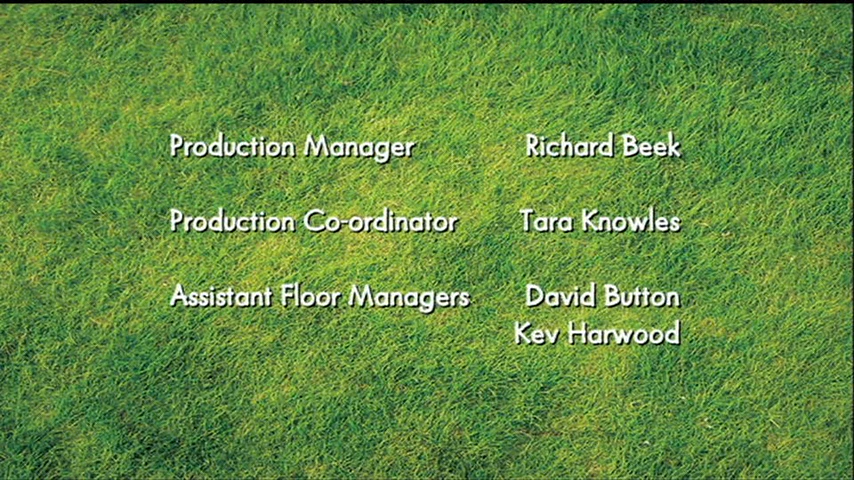 Production Manager Richard Beek
Production Co-ordinator Tara Knowles
Assistant Floor Managers David Button
Kev Harwood